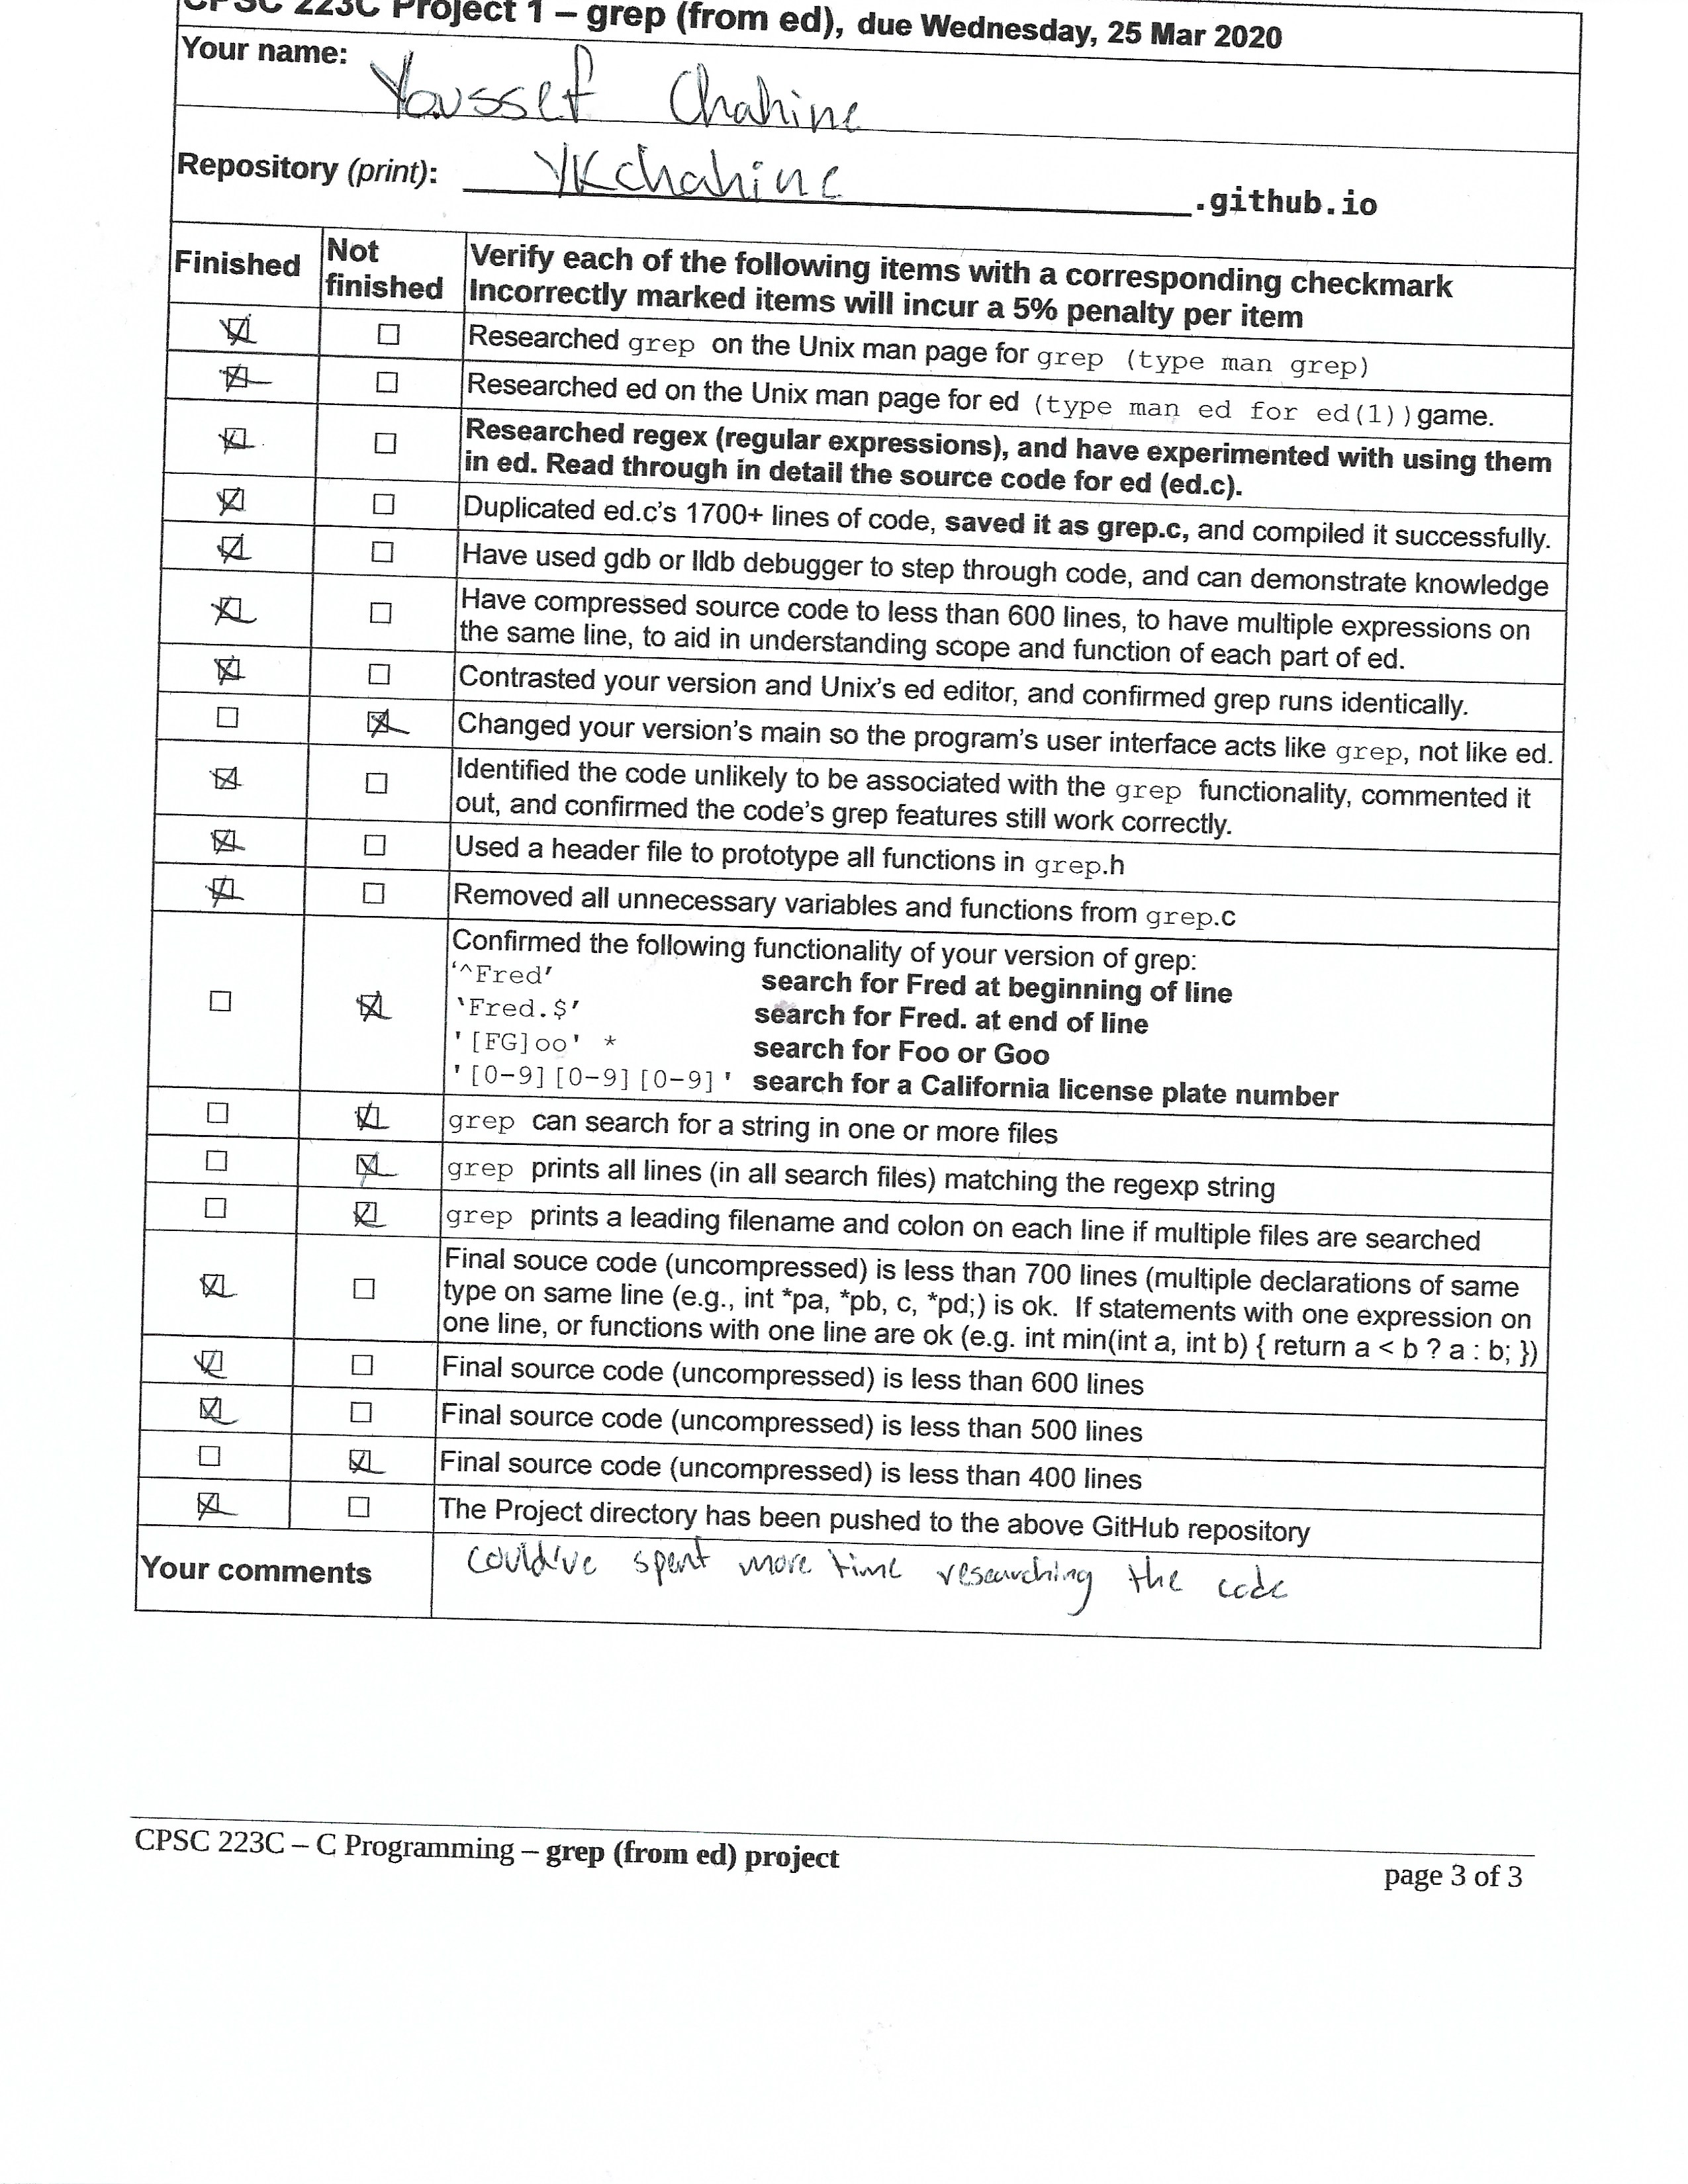 CPSC 223C Project 1 – grep (from ed), due Wednesday, 25 Mar 2020
Your name: Youssef Chahine
Repository (print): YKchahine .github.io
Finished Not finished Verify each of the following items with a corresponding checkmark
Incorrectly marked items will incur a 5% penalty per item
Researched grep on the Unix man page for grep (type man grep)
Researched ed on the Unix man page for ed (type man ed for ed(1))game.
Researched regex (regular expressions), and have experimented with using them
in ed. Read through in detail the source code for ed (ed.c).
Duplicated ed.c’s 1700+ lines of code, saved it as grep.c, and compiled it successfully.
Have used gdb or lldb debugger to step through code, and can demonstrate knowledge
Have compressed source code to less than 600 lines, to have multiple expressions on
the same line, to aid in understanding scope and function of each part of ed.
Contrasted your version and Unix’s ed editor, and confirmed grep runs identically.
Changed your version’s main so the program’s user interface acts like grep, not like ed.
Identified the code unlikely to be associated with the grep functionality, commented it
out, and confirmed the code’s grep features still work correctly.
Used a header file to prototype all functions in grep.h
Removed all unnecessary variables and functions from grep.c
Confirmed the following functionality of your version of grep:
‘^Fred’ search for Fred at beginning of line
‘Fred.$’ search for Fred. at end of line
'[FG]oo' * search for Foo or Goo
'[0-9][0-9][0-9]' search for a California license plate number
grep can search for a string in one or more files
grep prints all lines (in all search files) matching the regexp string
grep prints a leading filename and colon on each line if multiple files are searched
Final souce code (uncompressed) is less than 700 lines (multiple declarations of same
type on same line (e.g., int *pa, *pb, c, *pd;) is ok. If statements with one expression on
one line, or functions with one line are ok (e.g. int min(int a, int b) { return a < b ? a : b; })
Final source code (uncompressed) is less than 600 lines
Final source code (uncompressed) is less than 500 lines
Final source code (uncompressed) is less than 400 lines
The Project directory has been pushed to the above GitHub repository
Your comments could've spent more time researching the code
CPSC 223C – C Programming – grep (from ed) project
page 3 of 3